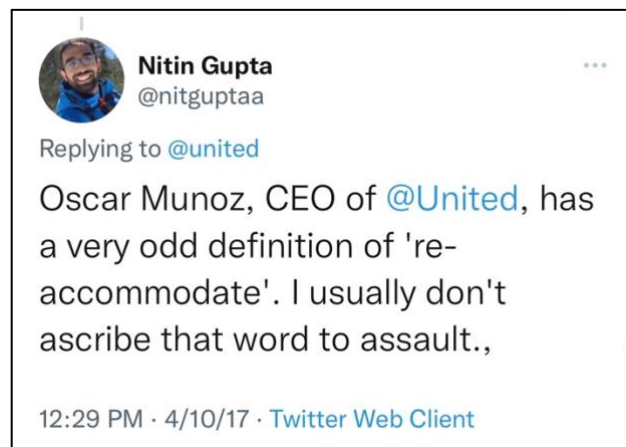 Nitin Gupta
@nitguptaa
Replying to @united
Oscar Munoz, CEO of @United, has
a very odd definition of 're-
accommodate'. I usually don't
ascribe that word to assault.,
12:29 PM · 4/10/17 · Twitter Web Client